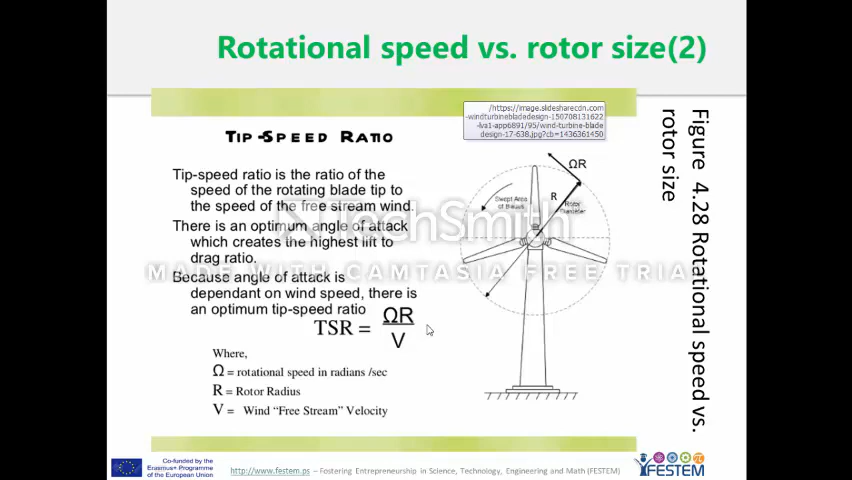 Rotational speed vs. rotor size(2)
/https://image.slidesharecdn.com
-windturbinebladedesign-150708131622
-lva1-app6891/95/wind-turbine-blade
design-17-638.jpg?cb=1436361450
TIP-SPEED RATIO
Tip-speed ratio is the ratio of the
speed of the rotating blade tip to
the speed of the free stream wind.
There is an optimum angle of attack
which creates the highest lift to
drag ratio.
Because angle of attack is
dependant on wind speed, there is
an optimum tip-speed ratio
TSR = ΩR
V
Where,
Ω = rotational speed in radians /sec
R = Rotor Radius
V = Wind "Free Stream" Velocity
ΩR
R
Swept Area
of Blades
Rotor
Diameter
Figure 4.28 Rotational speed vs.
rotor size
TechSmith
MADE WITH CAMTASIA FREE TRIA
Co-funded by the
Erasmus+ Programme
of the European Union
http://www.festem.ps – Fostering Entrepreneurship in Science, Technology, Engineering and Math (FESTEM)
FESTEM